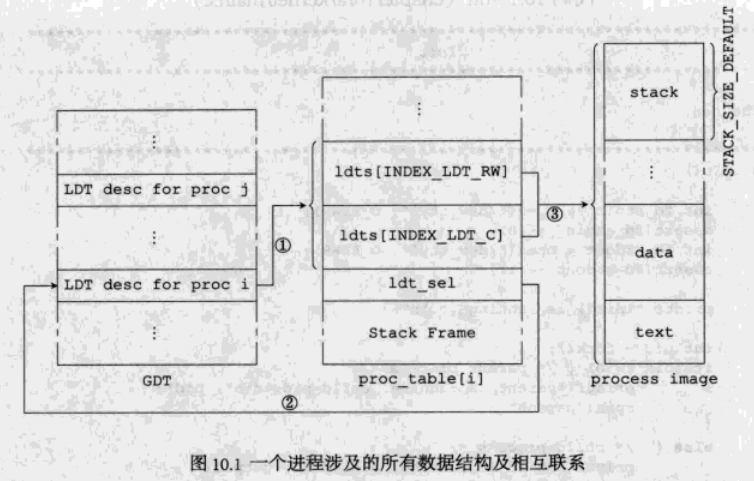 STACK_SIZE_DEFAULT
stack
ldts[INDEX_LDT_RW]
LDT desc for proc j
③
①
ldts[INDEX_LDT_C]
data
LDT desc for proc i
ldt_sel
Stack Frame
text
GDT
proc_table[i]
process image
②
图 10.1 一个进程涉及的所有数据结构及相互联系